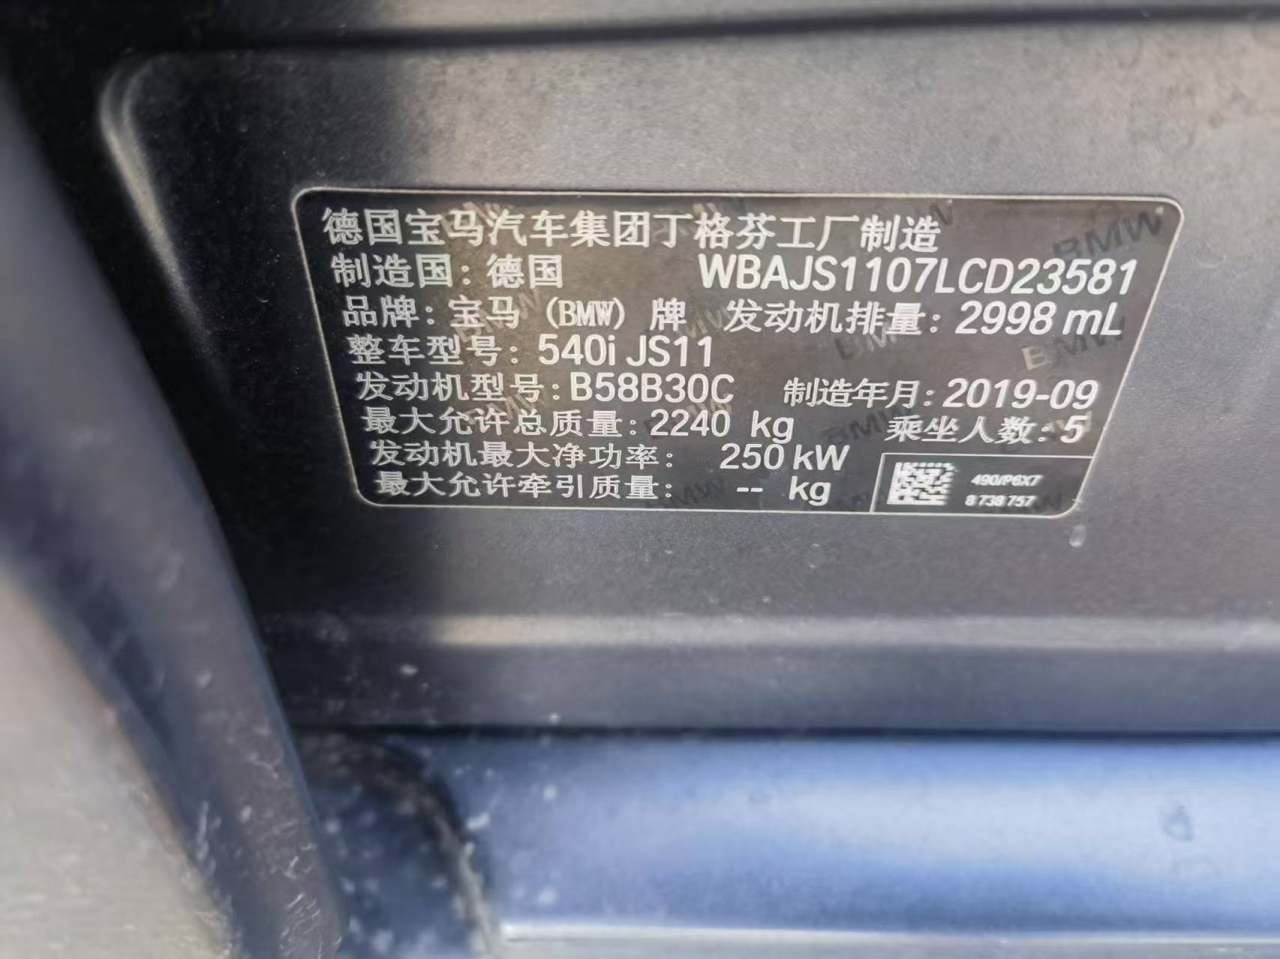 德国宝马汽车集团丁格芬工厂制造
制造国：德国 WBAJS1107LCD23581
品牌：宝马（BMW）牌 发动机排量：2998 mL
整车型号：540i JS11
发动机型号：B58B30C 制造年月：2019-09
最大允许总质量：2240 kg 乘坐人数：5
发动机最大净功率： 250 kW
最大允许牵引质量： -- kg
490/P6X7
8 738 757